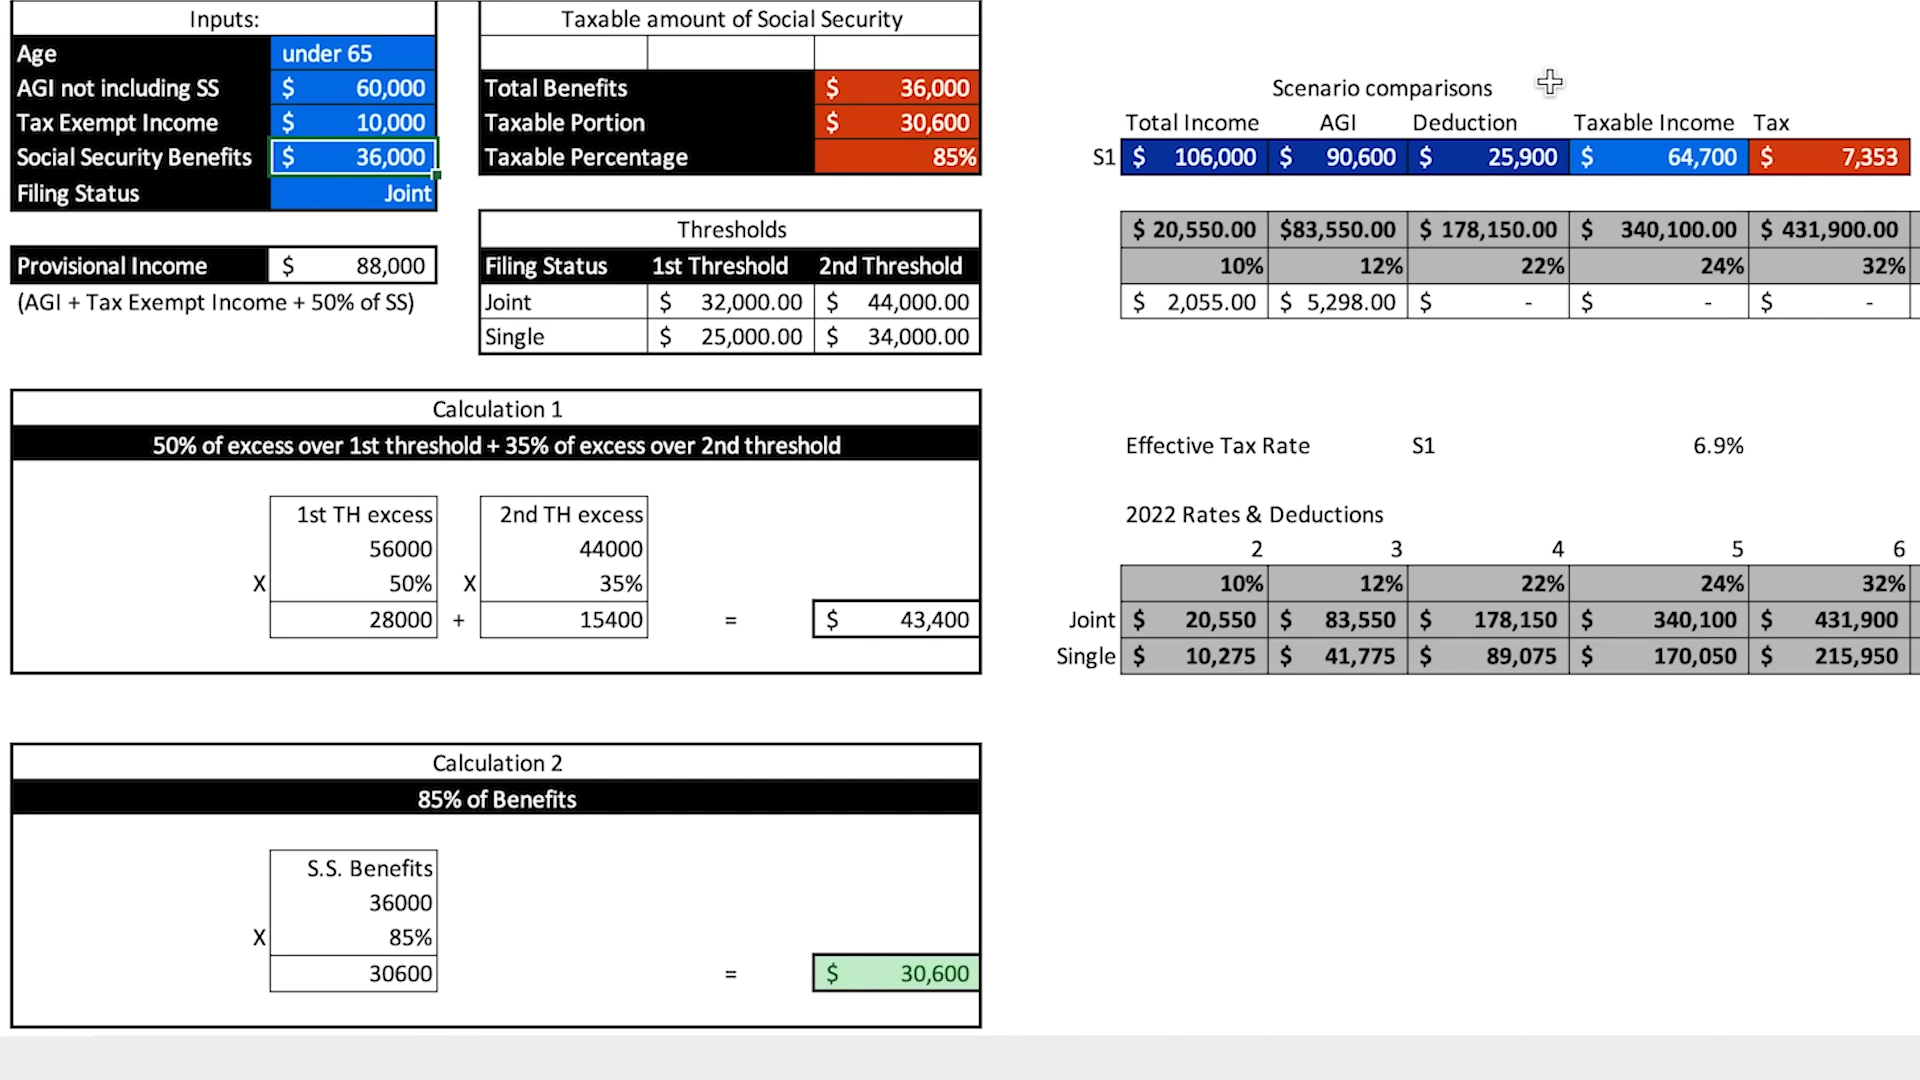 Inputs:
Age under 65
AGI not including SS $ 60,000
Tax Exempt Income $ 10,000
Social Security Benefits $ 36,000
Filing Status Joint
Provisional Income $ 88,000
(AGI + Tax Exempt Income + 50% of SS)
Taxable amount of Social Security
Total Benefits $ 36,000
Taxable Portion $ 30,600
Taxable Percentage 85%
Thresholds
Filing Status 1st Threshold 2nd Threshold
Joint $ 32,000.00 $ 44,000.00
Single $ 25,000.00 $ 34,000.00
Calculation 1
50% of excess over 1st threshold + 35% of excess over 2nd threshold
1st TH excess 2nd TH excess
56000 44000
X 50% X 35%
28000 + 15400 = $ 43,400
Calculation 2
85% of Benefits
S.S. Benefits
36000
X 85%
30600 = $ 30,600
Scenario comparisons
Total Income AGI Deduction Taxable Income Tax
S1 $ 106,000 $ 90,600 $ 25,900 $ 64,700 $ 7,353
$ 20,550.00 $83,550.00 $ 178,150.00 $ 340,100.00 $ 431,900.00
10% 12% 22% 24% 32%
$ 2,055.00 $ 5,298.00 $ - $ - $ -
Effective Tax Rate S1 6.9%
2022 Rates & Deductions
2 3 4 5 6
10% 12% 22% 24% 32%
Joint $ 20,550 $ 83,550 $ 178,150 $ 340,100 $ 431,900
Single $ 10,275 $ 41,775 $ 89,075 $ 170,050 $ 215,950